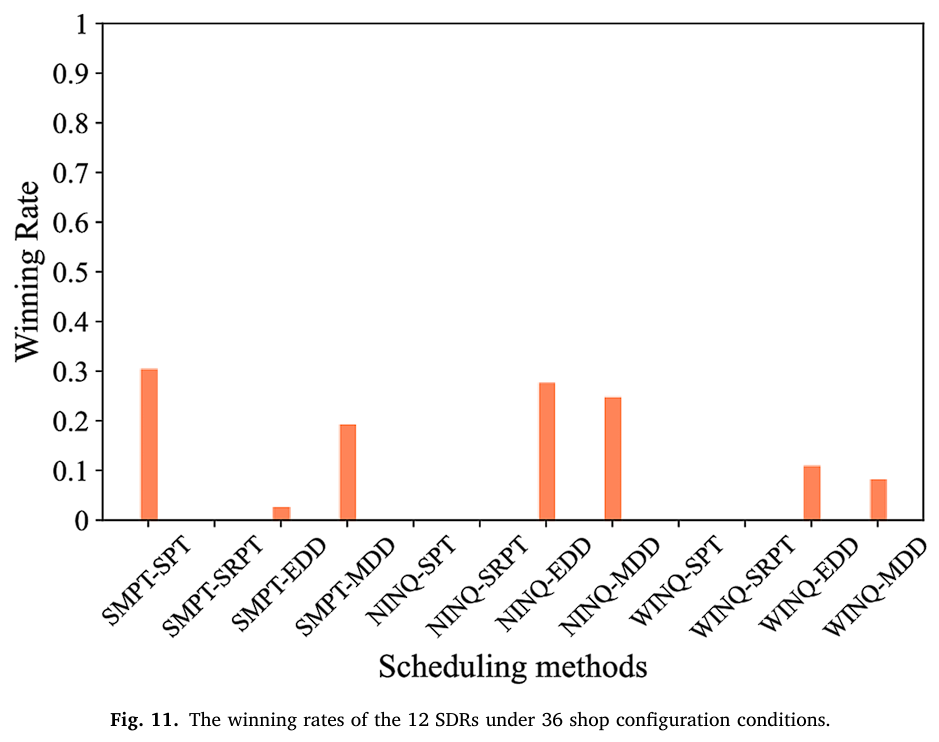 1
0.9
0.8
0.7
0.6
0.5
0.4
0.3
0.2
0.1
0
Winning Rate
SMPT-SPT
SMPT-SRPT
SMPT-EDD
SMPT-MDD
NINQ-SPT
NINQ-SRPT
NINQ-EDD
NINQ-MDD
WINQ-SPT
WINQ-SRPT
WINQ-EDD
WINQ-MDD
Scheduling methods
Fig. 11. The winning rates of the 12 SDRs under 36 shop configuration conditions.